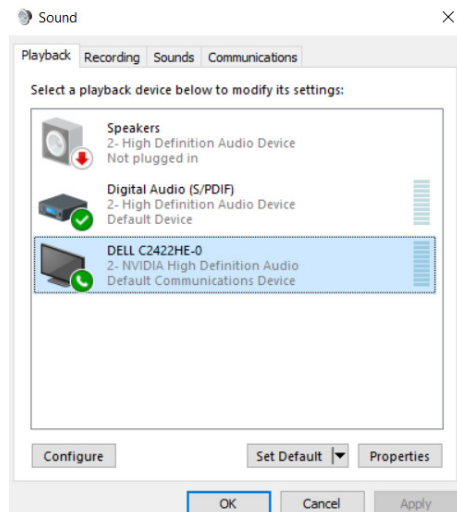 Sound
Playback Recording Sounds Communications
Select a playback device below to modify its settings:
Speakers
2- High Definition Audio Device
Not plugged in
Digital Audio (S/PDIF)
2- High Definition Audio Device
Default Device
DELL C2422HE-0
2- NVIDIA High Definition Audio
Default Communications Device
Configure Set Default Properties
OK Cancel Apply